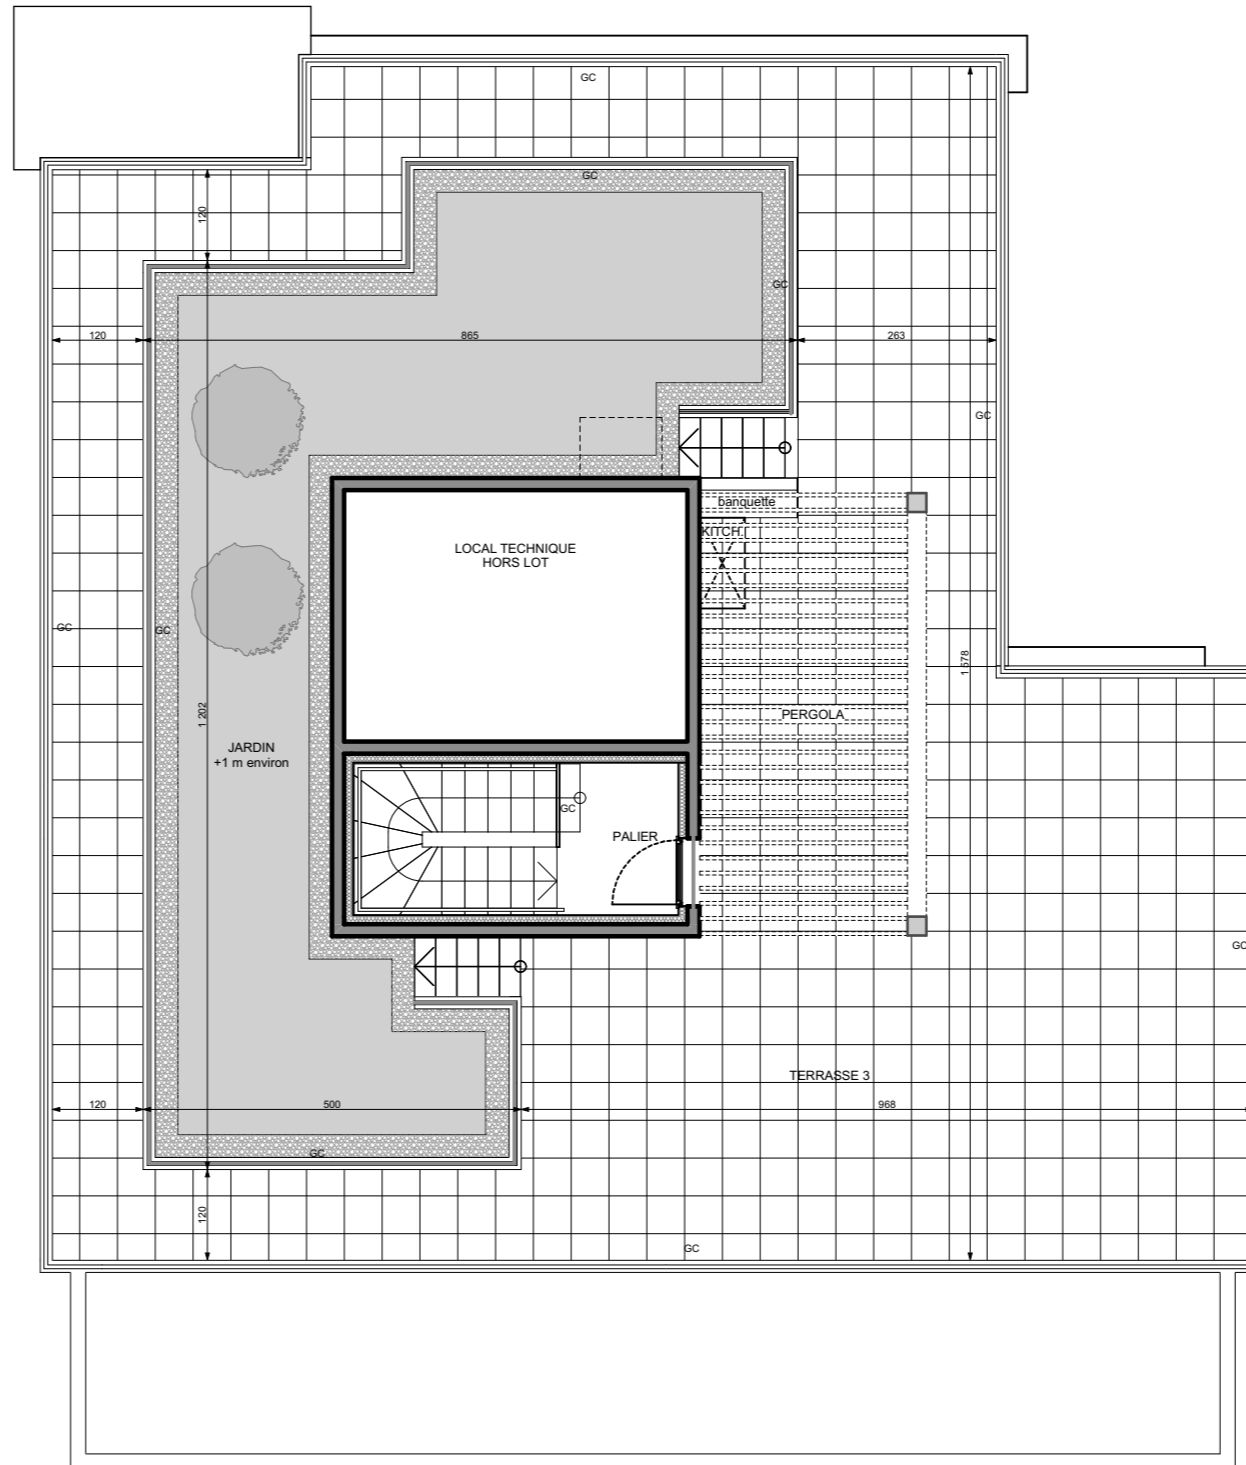 GC
GC
120
GC
120
865
263
GC
banquette
KITCH.
LOCAL TECHNIQUE
HORS LOT
GC
GC
1 578
1 202
PERGOLA
JARDIN
+1 m environ
GC
PALIER
GC
TERRASSE 3
120
500
968
GC
120
GC